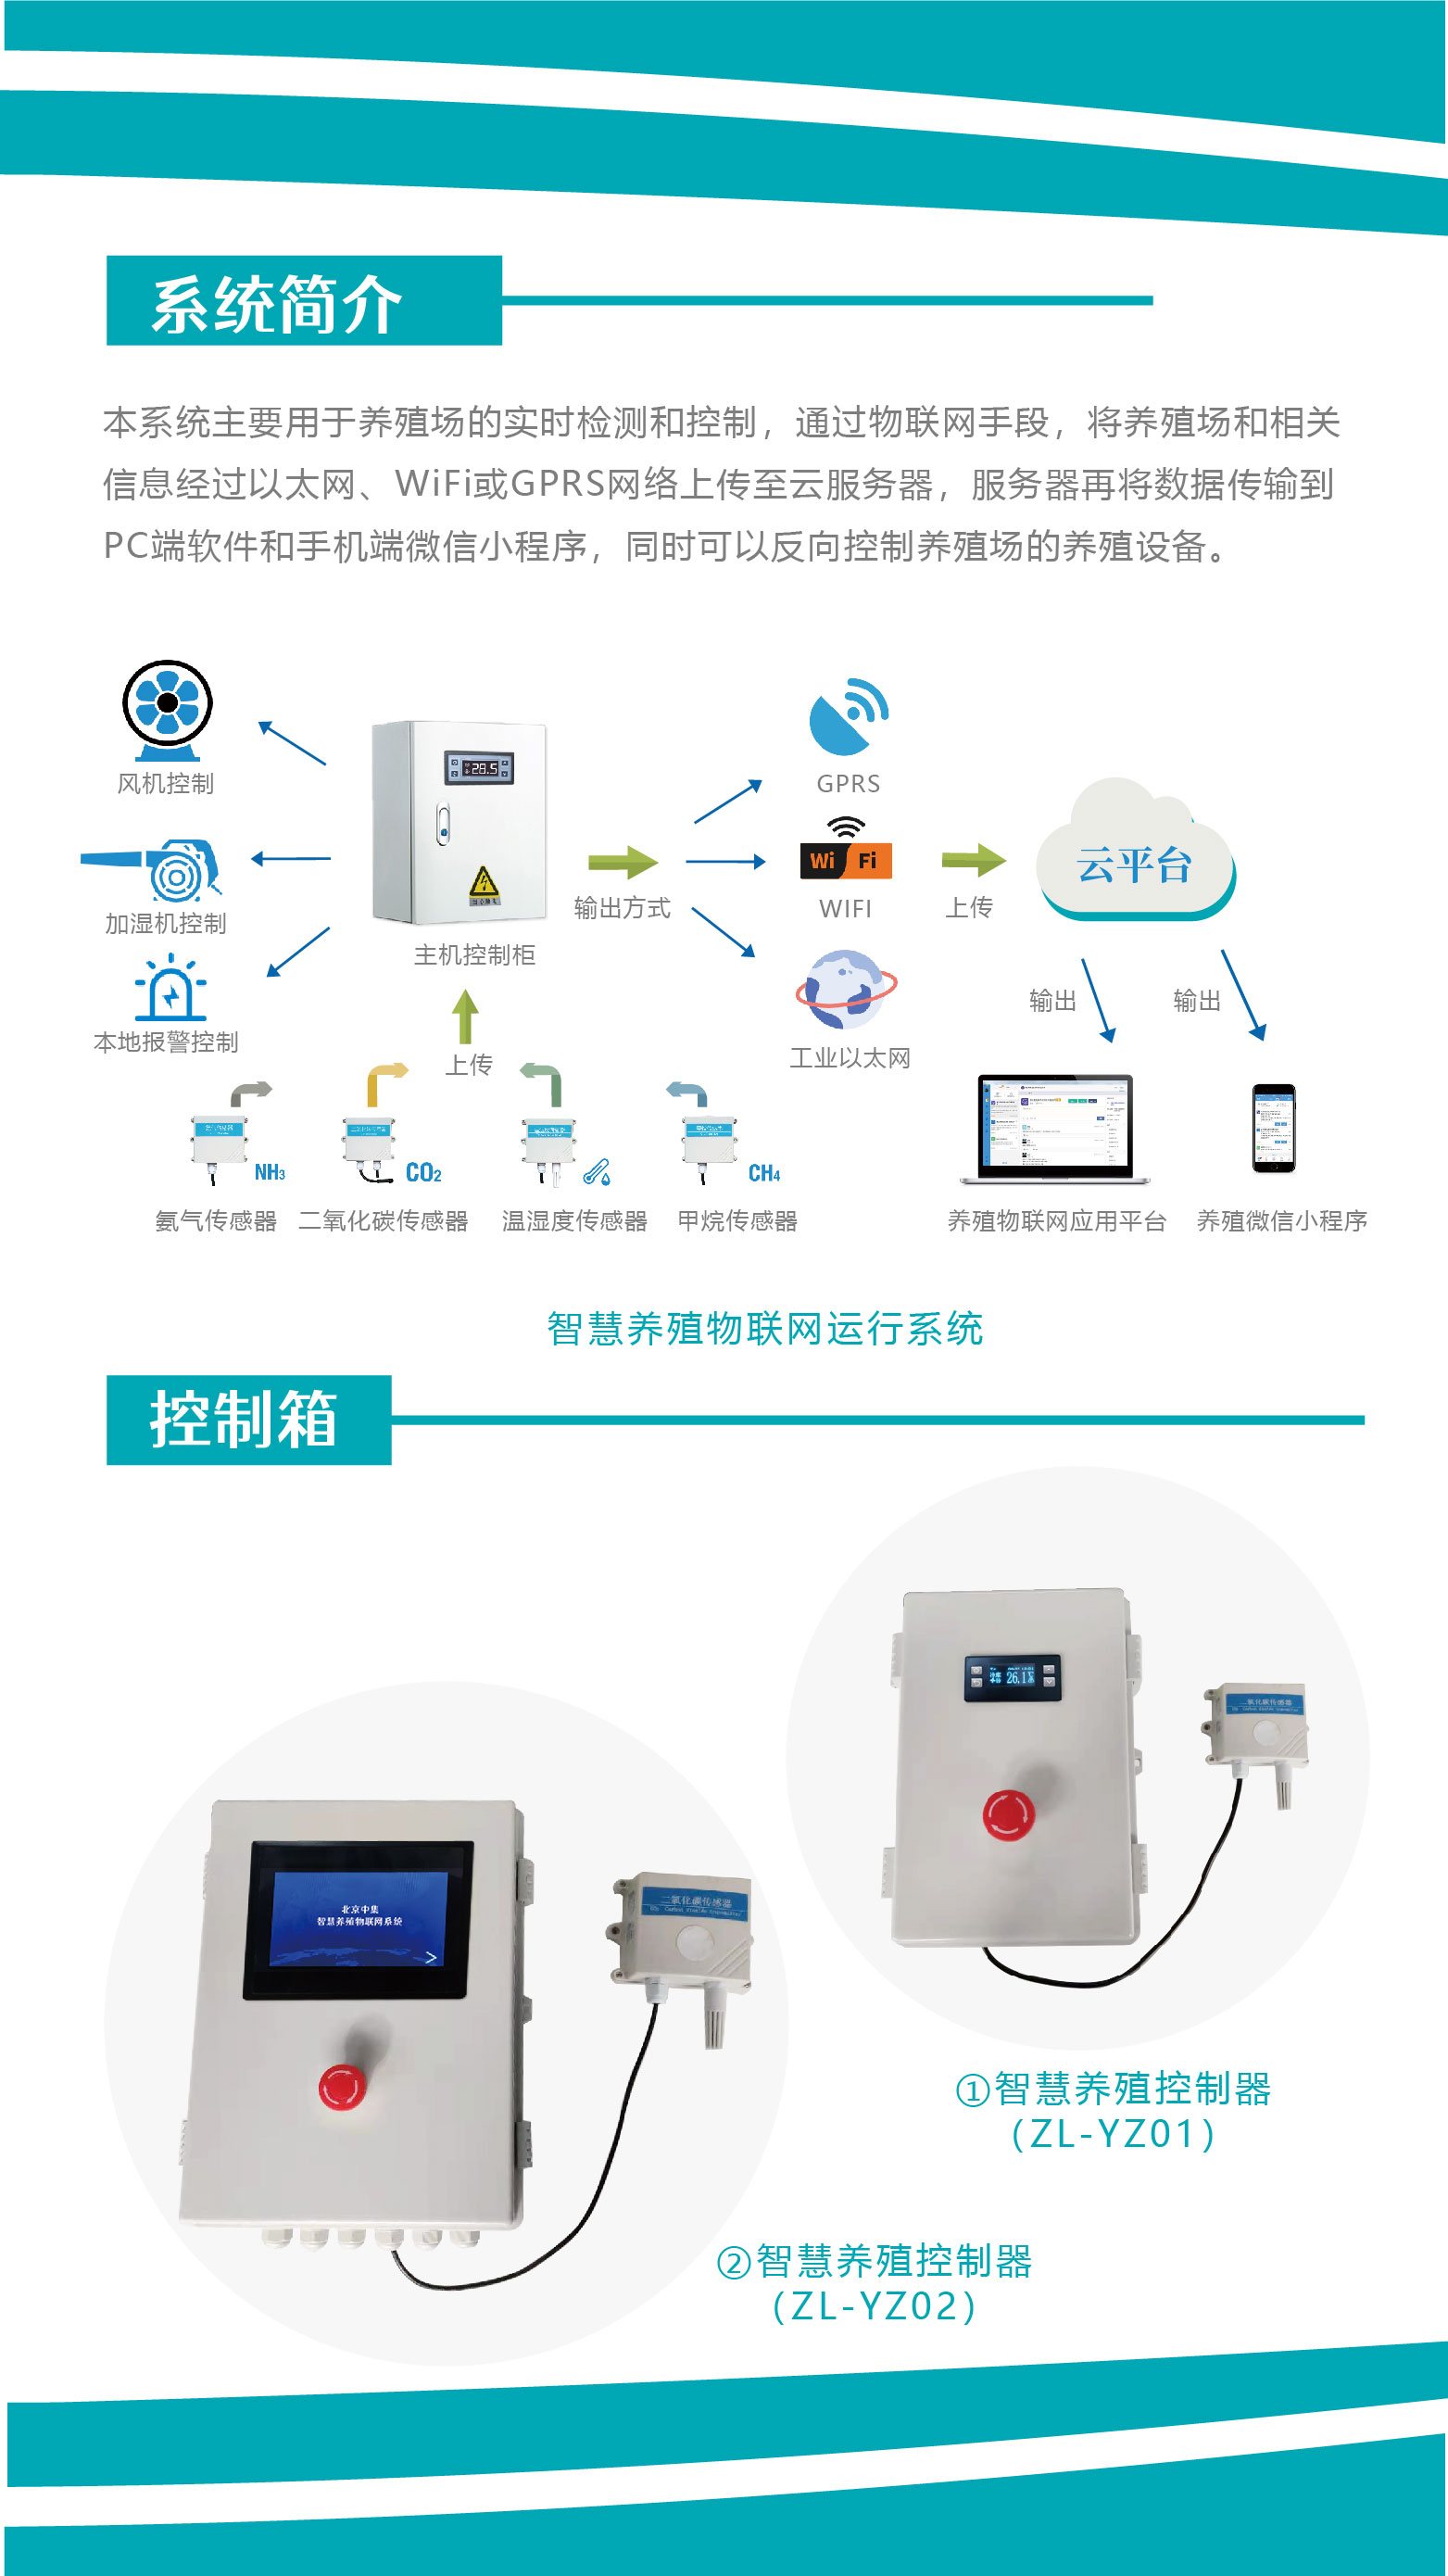 系统简介
本系统主要用于养殖场的实时检测和控制，通过物联网手段，将养殖场和相关
信息经过以太网、WiFi或GPRS网络上传至云服务器，服务器再将数据传输到
PC端软件和手机端微信小程序，同时可以反向控制养殖场的养殖设备。
风机控制
加湿机控制
本地报警控制
28.5
主机控制柜
上传
输出方式
GPRS
Wi Fi
WIFI
工业以太网
上传
云平台
输出
输出
NH3
CO2
CH4
氨气传感器
二氧化碳传感器
温湿度传感器
甲烷传感器
养殖物联网应用平台
养殖微信小程序
智慧养殖物联网运行系统
控制箱
26.1
二氧化碳传感器
①智慧养殖控制器
（ZL-YZ01）
北京中集
智慧养殖物联网系统
二氧化碳传感器
②智慧养殖控制器
（ZL-YZ02）